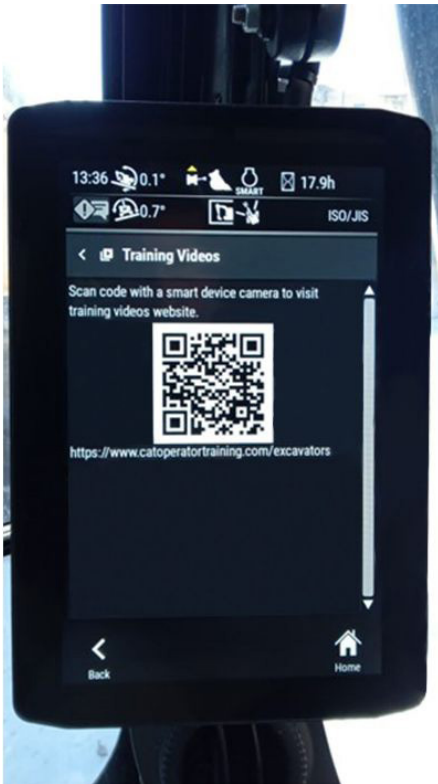 13:36 0.1° SMART 17.9h
0.7° ISO/JIS
Training Videos
Scan code with a smart device camera to visit
training videos website.
https://www.catoperatortraining.com/excavators
Back Home